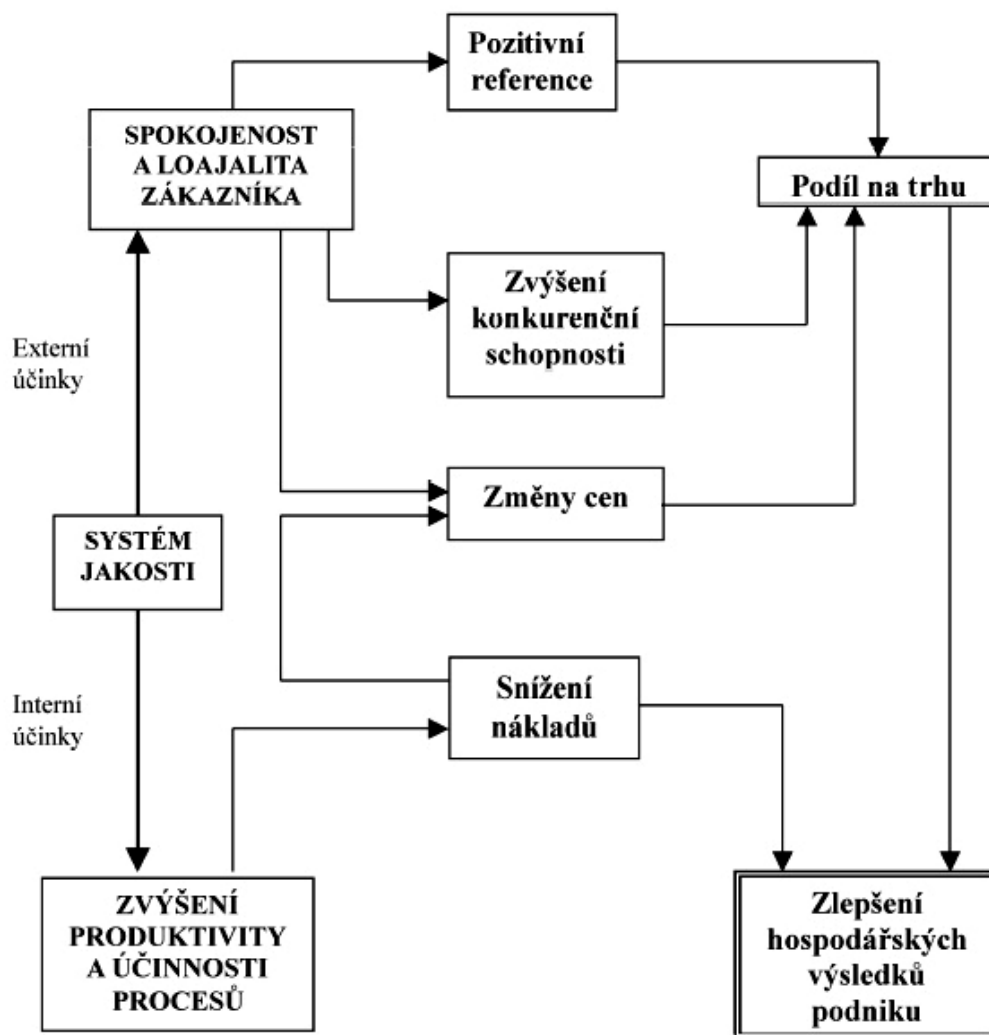 Pozitivní
reference
SPOKOJENOST
A LOAJALITA
ZÁKAZNÍKA
Podíl na trhu
Zvýšení
konkurenční
schopnosti
Externí
účinky
Změny cen
SYSTÉM
JAKOSTI
Snížení
nákladů
Interní
účinky
ZVÝŠENÍ
PRODUKTIVITY
A ÚČINNOSTI
PROCESŮ
Zlepšení
hospodářských
výsledků
podniku